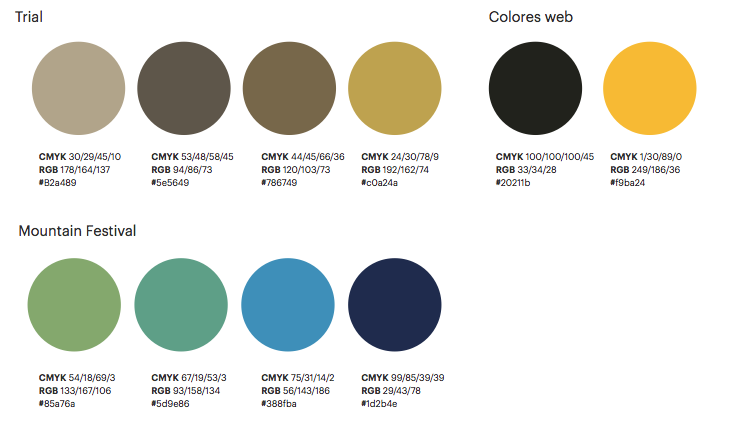 Trial
Colores web
CMYK 30/29/45/10
RGB 178/164/137
#B2a489
CMYK 53/48/58/45
RGB 94/86/73
#5e5649
CMYK 44/45/66/36
RGB 120/103/73
#786749
CMYK 24/30/78/9
RGB 192/162/74
#c0a24a
CMYK 100/100/100/45
RGB 33/34/28
#20211b
CMYK 1/30/89/0
RGB 249/186/36
#f9ba24
Mountain Festival
CMYK 54/18/69/3
RGB 133/167/106
#85a76a
CMYK 67/19/53/3
RGB 93/158/134
#5d9e86
CMYK 75/31/14/2
RGB 56/143/186
#388fba
CMYK 99/85/39/39
RGB 29/43/78
#1d2b4e